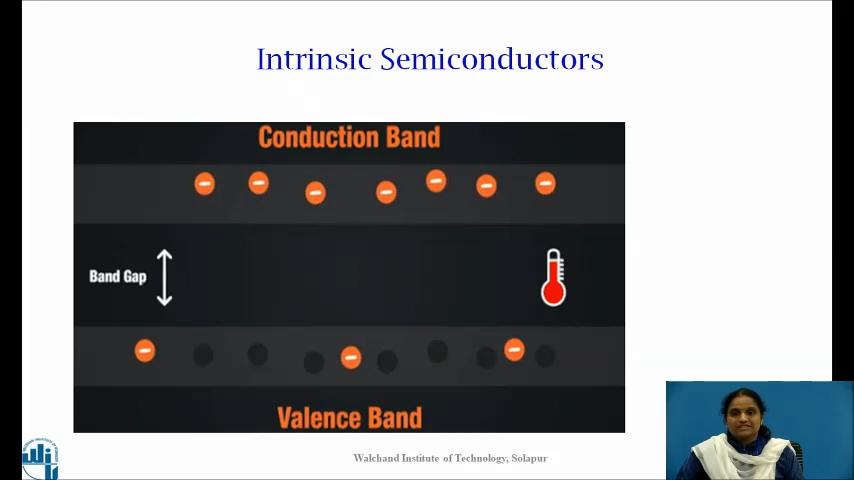 Intrinsic Semiconductors
Conduction Band
Band Gap
Valence Band
Walchand Institute of Technology, Solapur